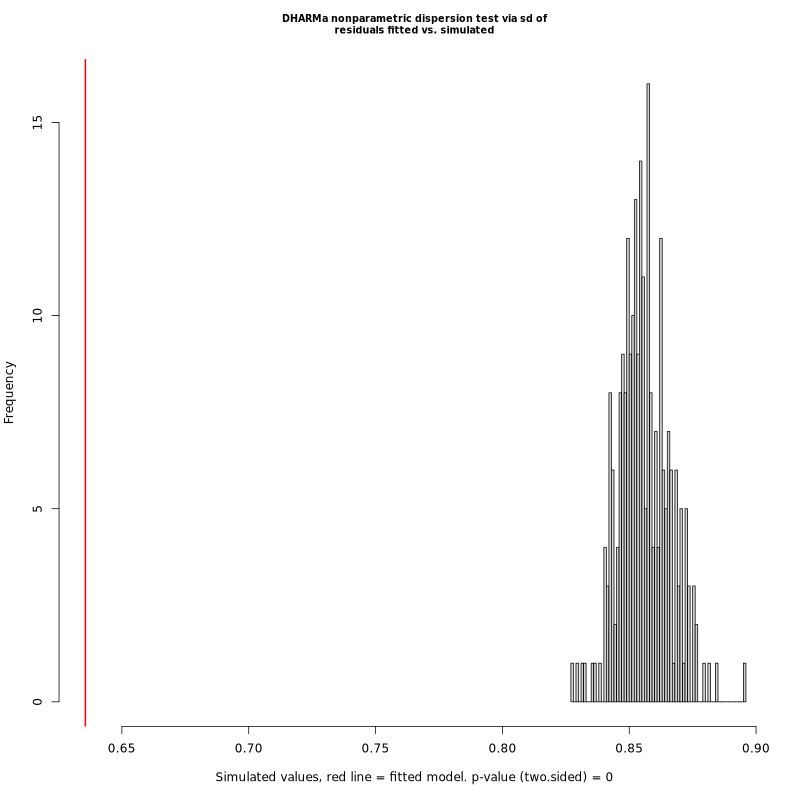 DHARMa nonparametric dispersion test via sd of
residuals fitted vs. simulated
15
10
5
0
Frequency
0.65 0.70 0.75 0.80 0.85 0.90
Simulated values, red line = fitted model. p-value (two.sided) = 0